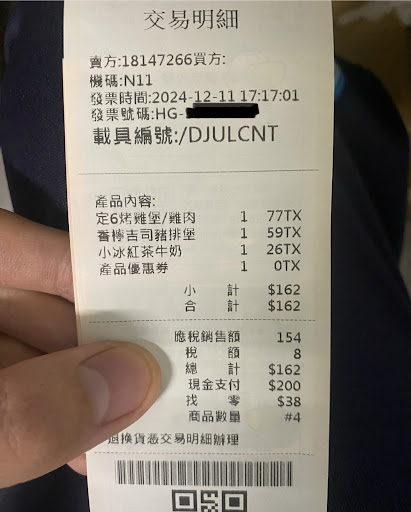 交易明細
賣方:18147266買方:
機碼:N11
發票時間:2024-12-11 17:17:01
發票號碼:HG-
載具編號:/DJULCNT
產品內容:
定6烤雞堡/雞肉 1 77TX
香檸吉司豬排堡 1 59TX
小冰紅茶牛奶 1 26TX
產品優惠券 1 0TX
小 計 $162
合 計 $162
應稅銷售額 154
稅 額 8
總 計 $162
現金支付 $200
找 零 $38
商品數量 #4
退換貨憑交易明細辦理